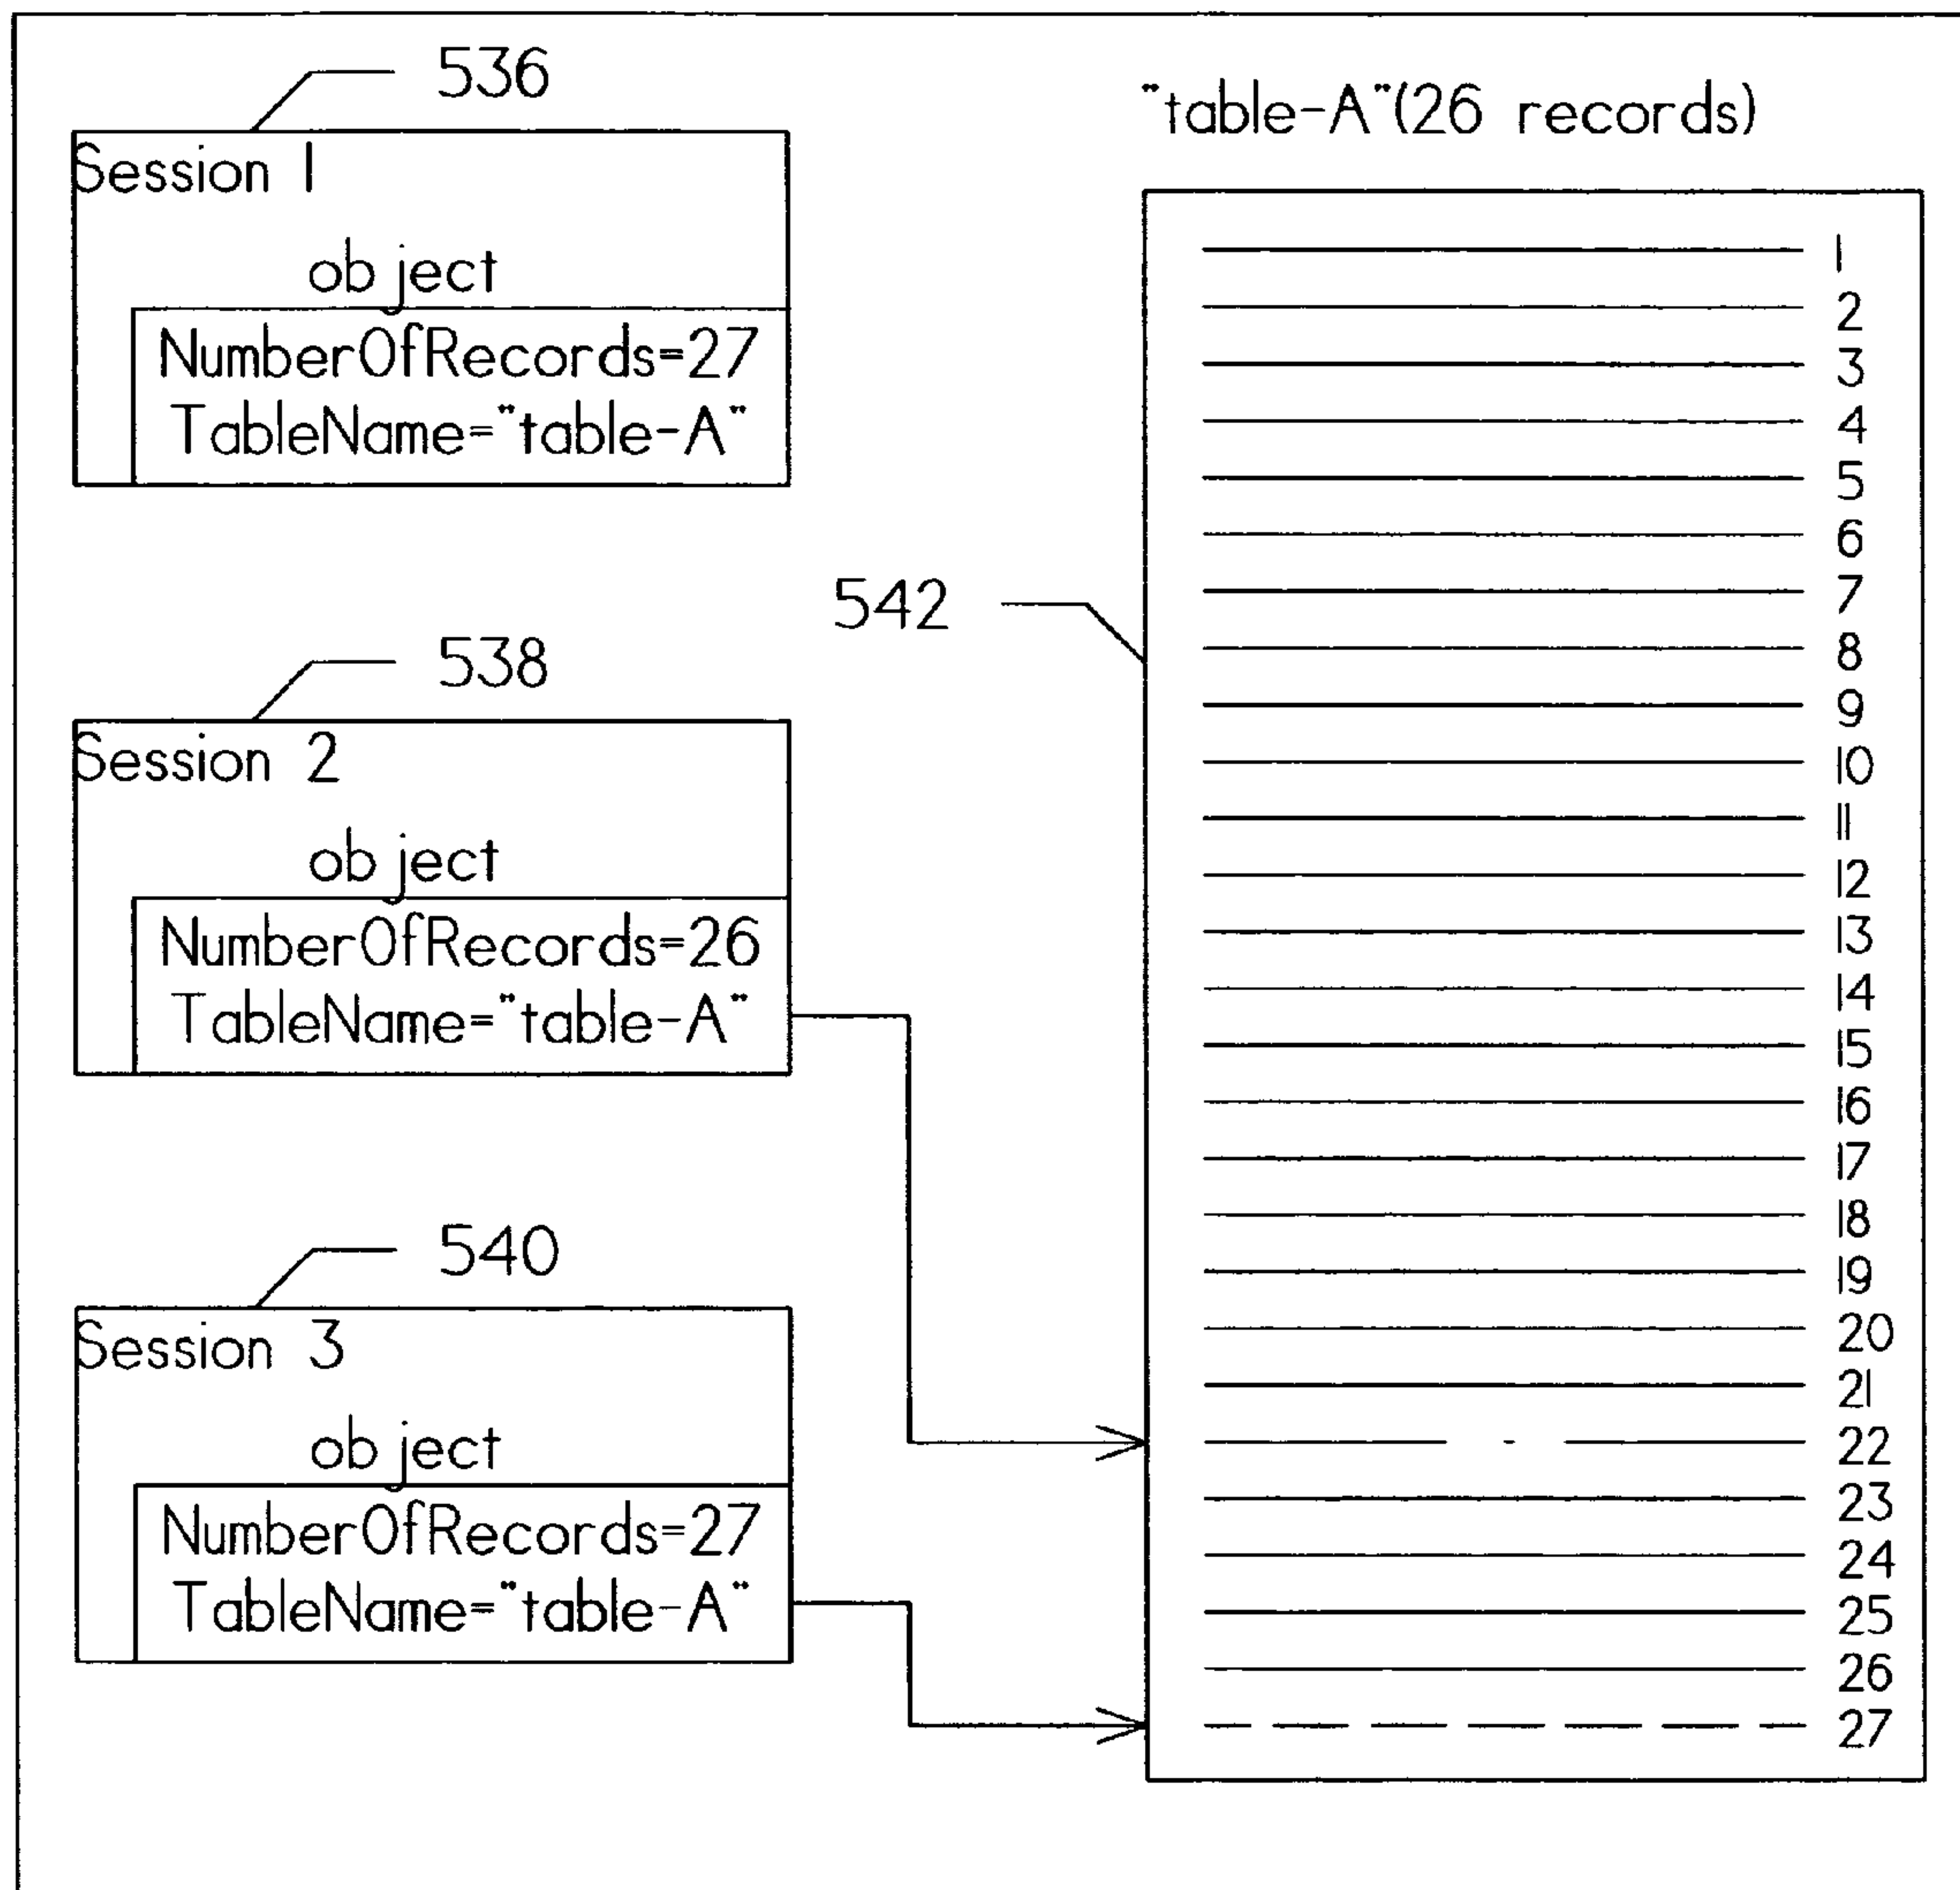 536
Session 1
object
NumberOfRecords=27
TableName="table-A"
538
Session 2
object
NumberOfRecords=26
TableName="table-A"
540
Session 3
object
NumberOfRecords=27
TableName="table-A"
"table-A"(26 records)
542
1
2
3
4
5
6
7
8
9
10
11
12
13
14
15
16
17
18
19
20
21
22
23
24
25
26
27